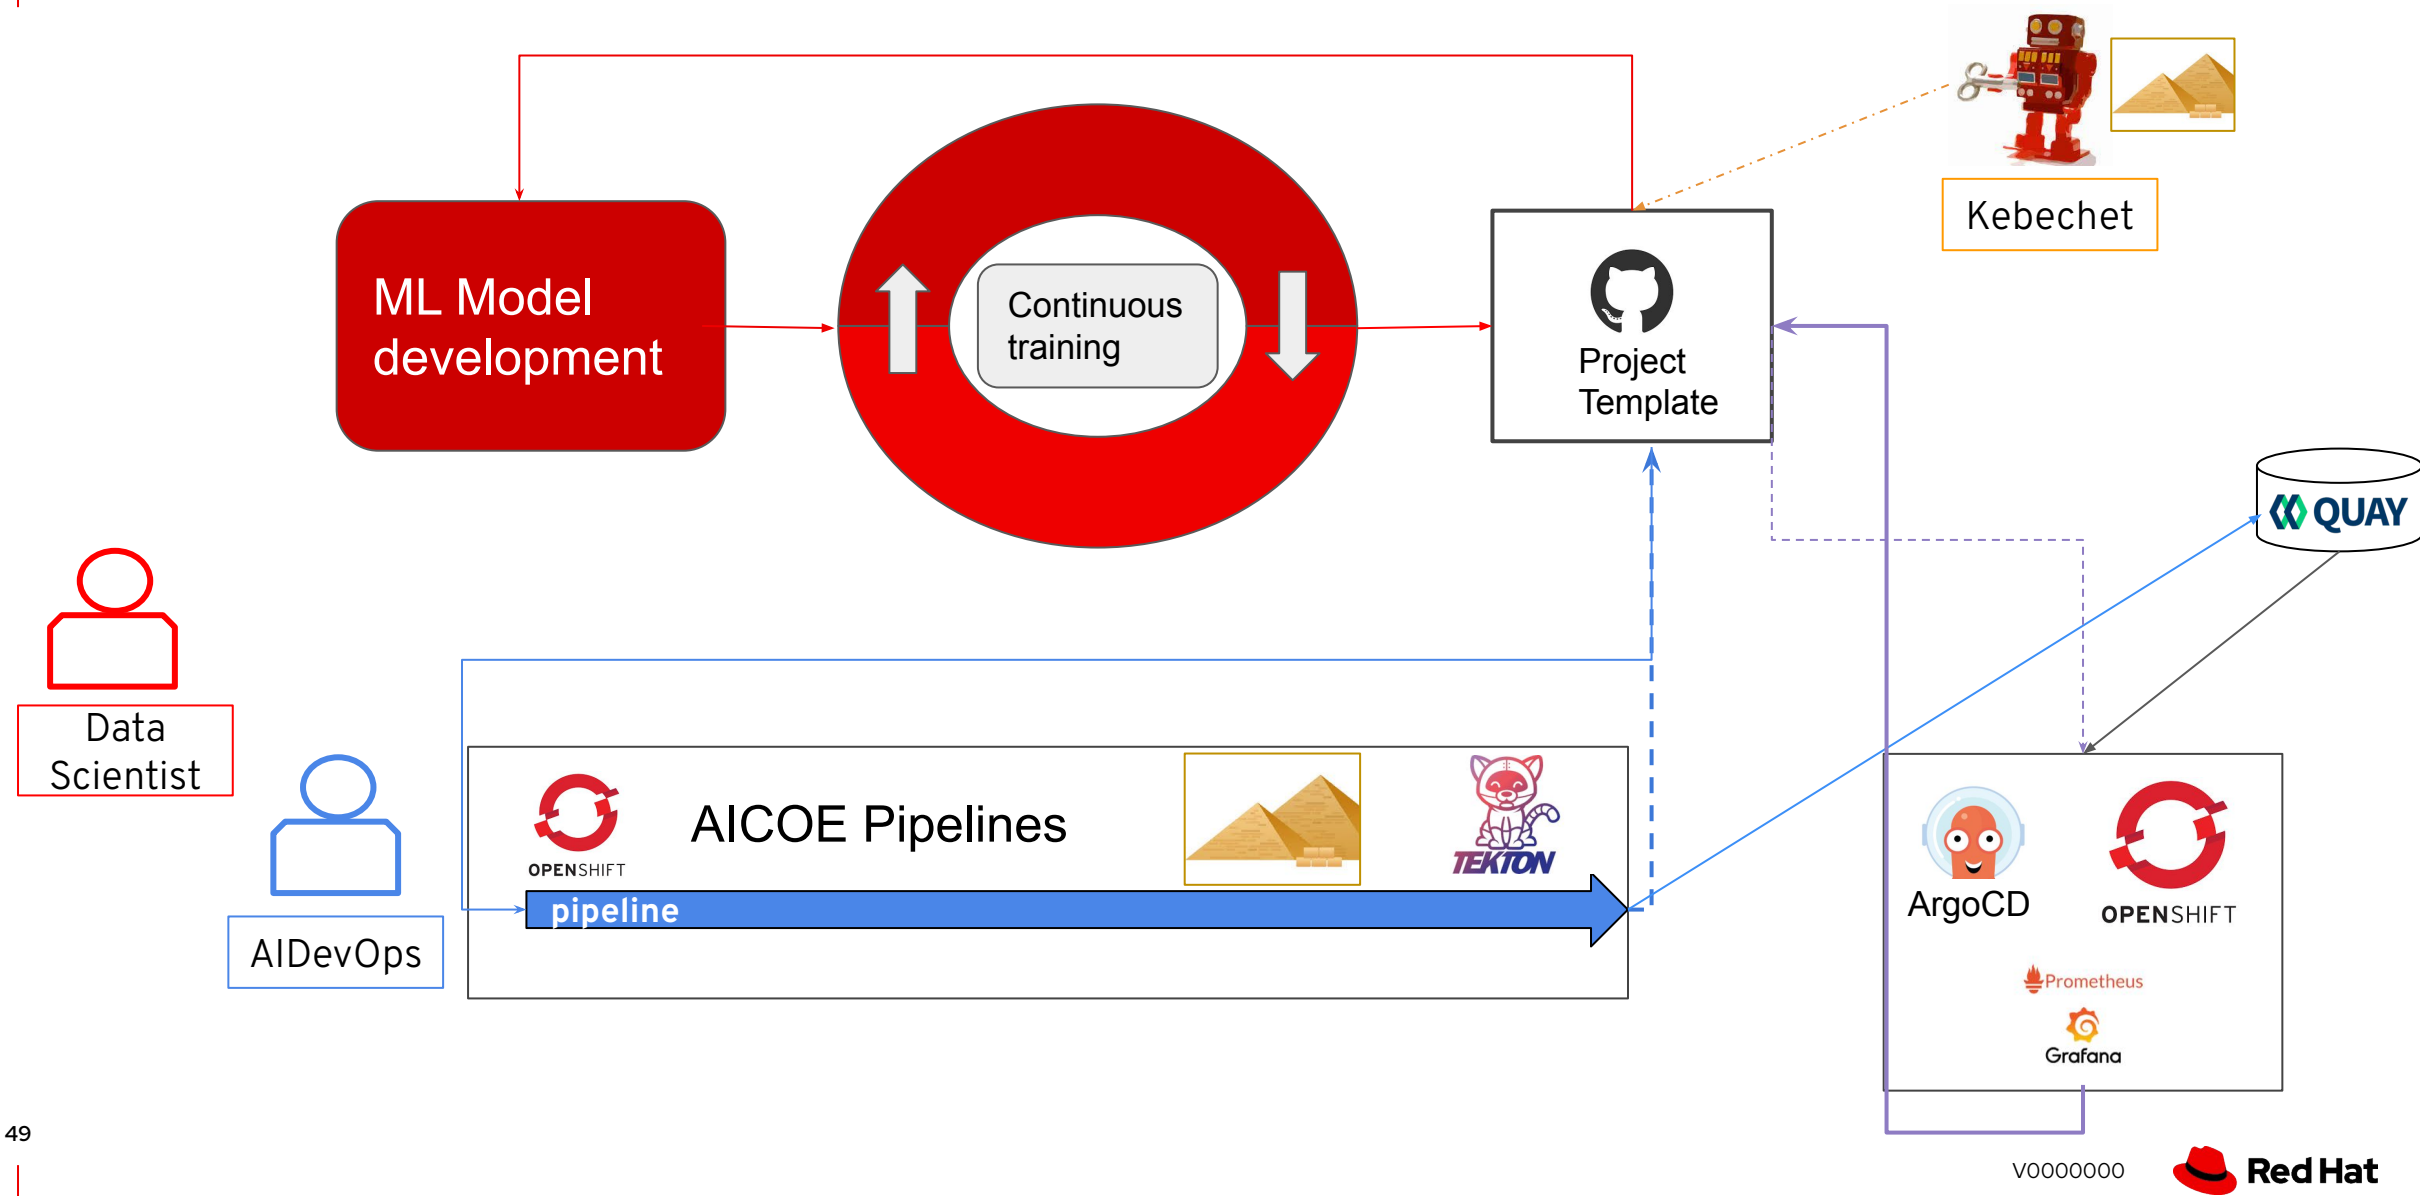 Kebechet
ML Model
development
Continuous
training
Project
Template
QUAY
Data
Scientist
AIDevOps
OPENSHIFT
AICOE Pipelines
TEKTON
pipeline
ArgoCD
OPENSHIFT
Prometheus
Grafana
49
V0000000
Red Hat